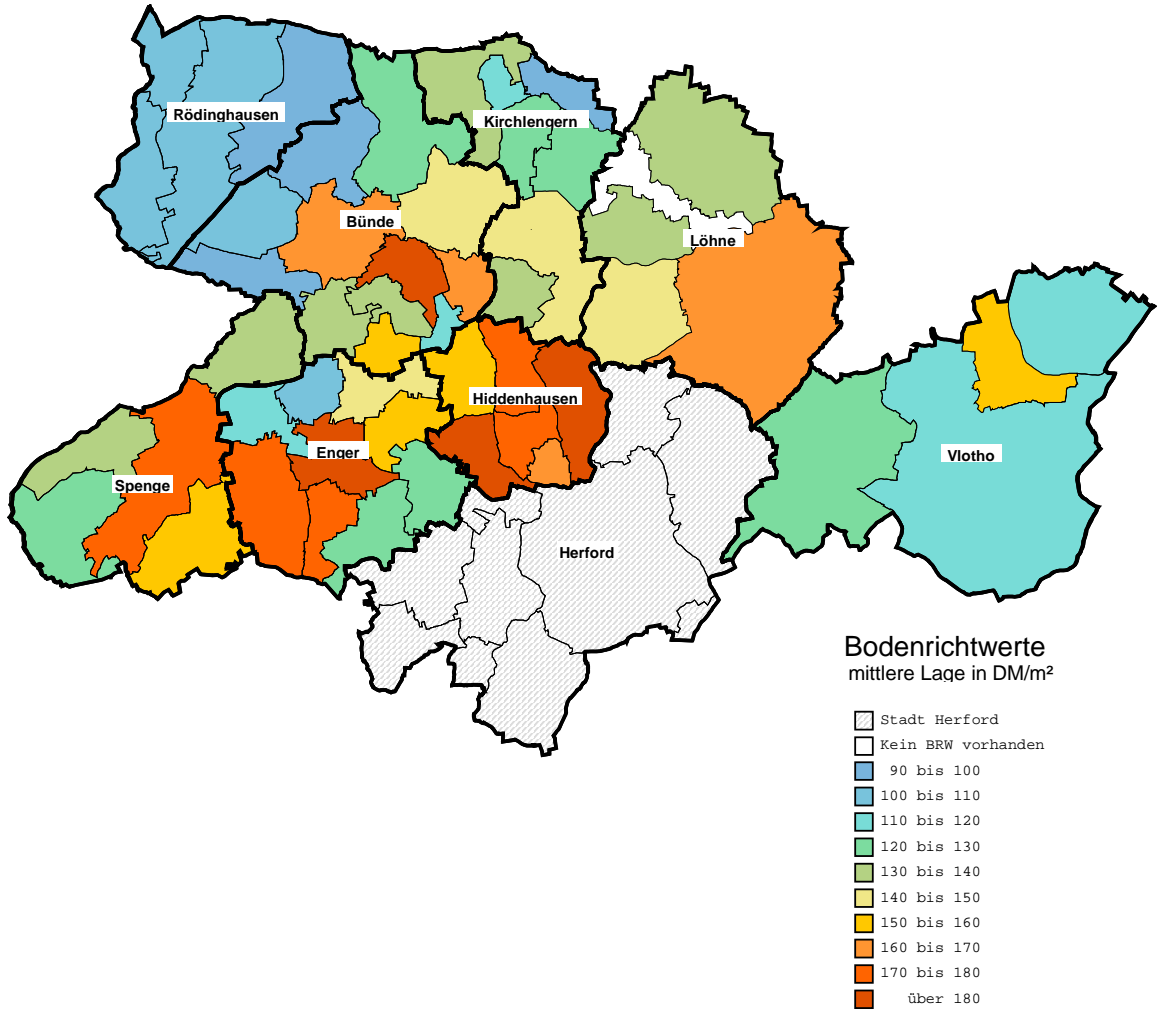 Rödinghausen
Kirchlengern
Bünde
Löhne
Hiddenhausen
Enger
Vlotho
Spenge
Herford
Bodenrichtwerte
mittlere Lage in DM/m²
Stadt Herford
Kein BRW vorhanden
90 bis 100
100 bis 110
110 bis 120
120 bis 130
130 bis 140
140 bis 150
150 bis 160
160 bis 170
170 bis 180
über 180